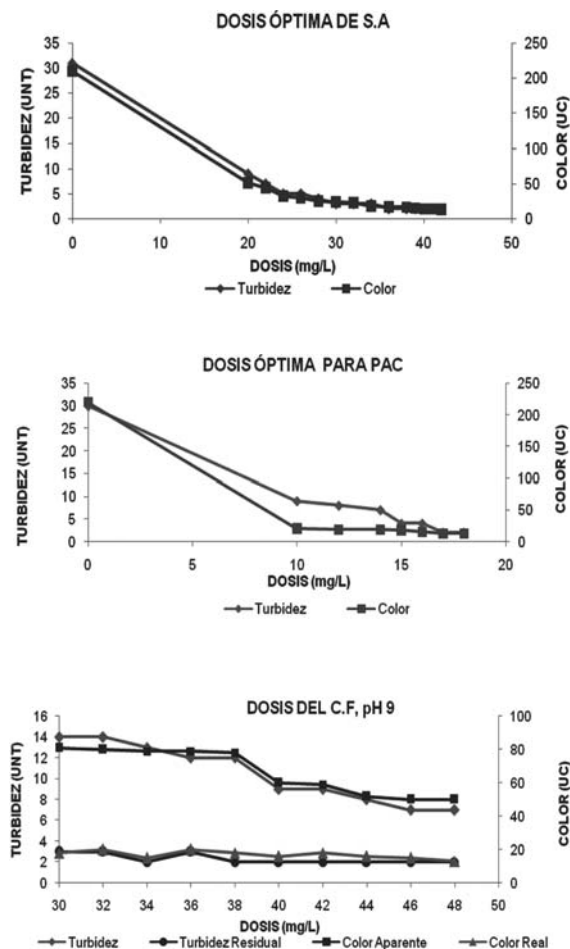 DOSIS ÓPTIMA DE S.A
TURBIDEZ (UNT)
35
30
25
20
15
10
5
0
COLOR (UC)
250
200
150
100
50
0
0 10 20 30 40 50
DOSIS (mg/L)
Turbidez Color
DOSIS ÓPTIMA PARA PAC
TURBIDEZ (UNT)
35
30
25
20
15
10
5
0
COLOR (UC)
250
200
150
100
50
0
0 5 10 15 20
DOSIS (mg/L)
Turbidez Color
DOSIS DEL C.F, pH 9
TURBIDEZ (UNT)
16
14
12
10
8
6
4
2
0
COLOR (UC)
100
80
60
40
20
0
30 32 34 36 38 40 42 44 46 48 50
DOSIS (mg/L)
Turbidez Turbidez Residual Color Aparente Color Real